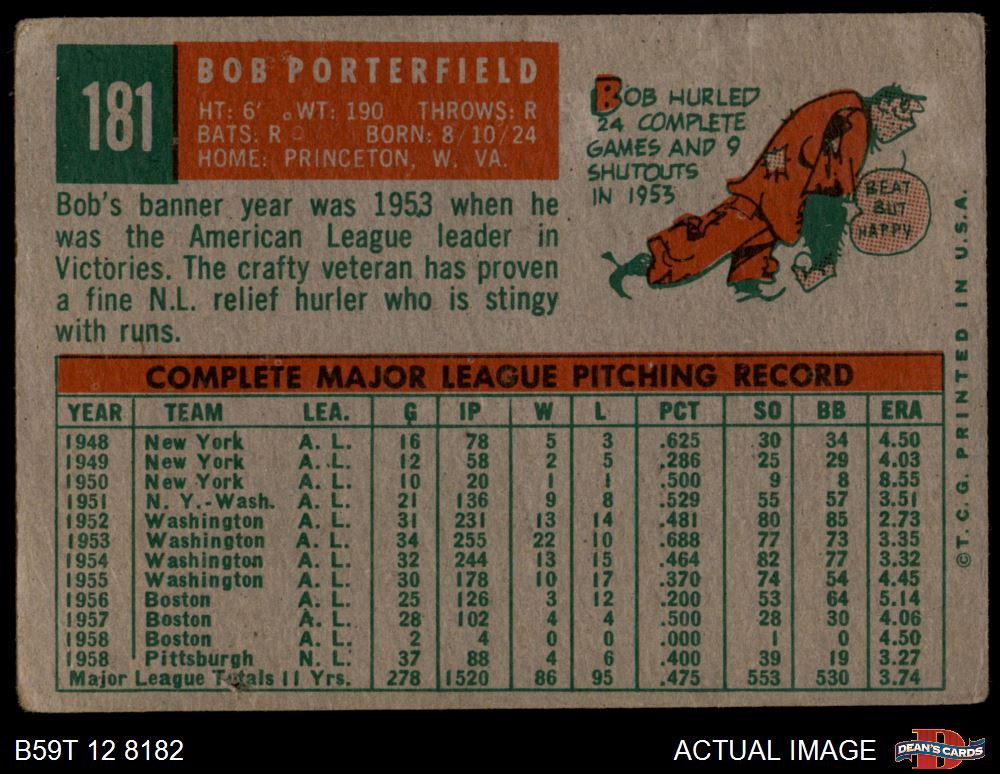 181
BOB PORTERFIELD
HT: 6' WT: 190 THROWS: R
BATS: R BORN: 8/10/24
HOME: PRINCETON, W. VA.
Bob's banner year was 1953 when he
was the American League leader in
Victories. The crafty veteran has proven
a fine N.L. relief hurler who is stingy
with runs.
BOB HURLED
24 COMPLETE
GAMES AND 9
SHUTOUTS
IN 1953
BEAT
BUT
HAPPY
COMPLETE MAJOR LEAGUE PITCHING RECORD
YEAR TEAM LEA. G IP W L PCT SO BB ERA
1948 New York A. L. 16 78 5 3 .625 30 34 4.50
1949 New York A. L. 12 58 2 5 .286 25 29 4.03
1950 New York A. L. 10 20 1 1 .500 9 8 8.55
1951 N. Y.-Wash. A. L. 21 136 9 8 .529 55 57 3.51
1952 Washington A. L. 31 231 13 14 .481 80 85 2.73
1953 Washington A. L. 34 255 22 10 .688 77 73 3.35
1954 Washington A. L. 32 244 13 15 .464 82 77 3.32
1955 Washington A. L. 30 178 10 17 .370 74 54 4.45
1956 Boston A. L. 25 126 3 12 .200 53 64 5.14
1957 Boston A. L. 28 102 4 4 .500 28 30 4.06
1958 Boston A. L. 2 4 0 0 .000 1 0 4.50
1958 Pittsburgh N. L. 37 88 4 6 .400 39 19 3.27
Major League Totals 11 Yrs. 278 1520 86 95 .475 553 530 3.74
©T.C.G. PRINTED IN U.S.A.
B59T 12 8182
ACTUAL IMAGE
DEAN'S CARDS